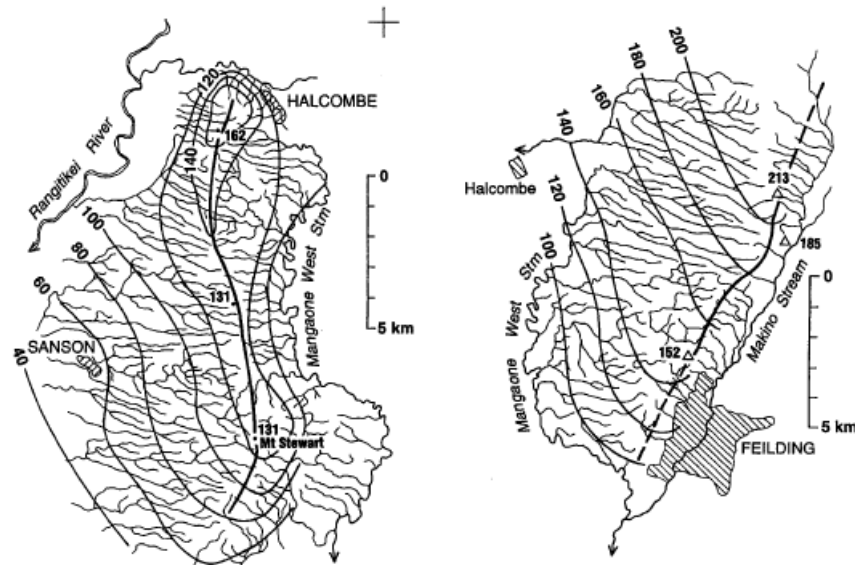 120
HALCOMBE
162
140
Rangitikei River
100
80
60
40
SANSON
131
131
Mt Stewart
Mangaone West Stm
0
5 km
200
180
160
140
120
100
Halcombe
213
185
152
Mangaone West Stm
Makino Stream
0
5 km
FEILDING